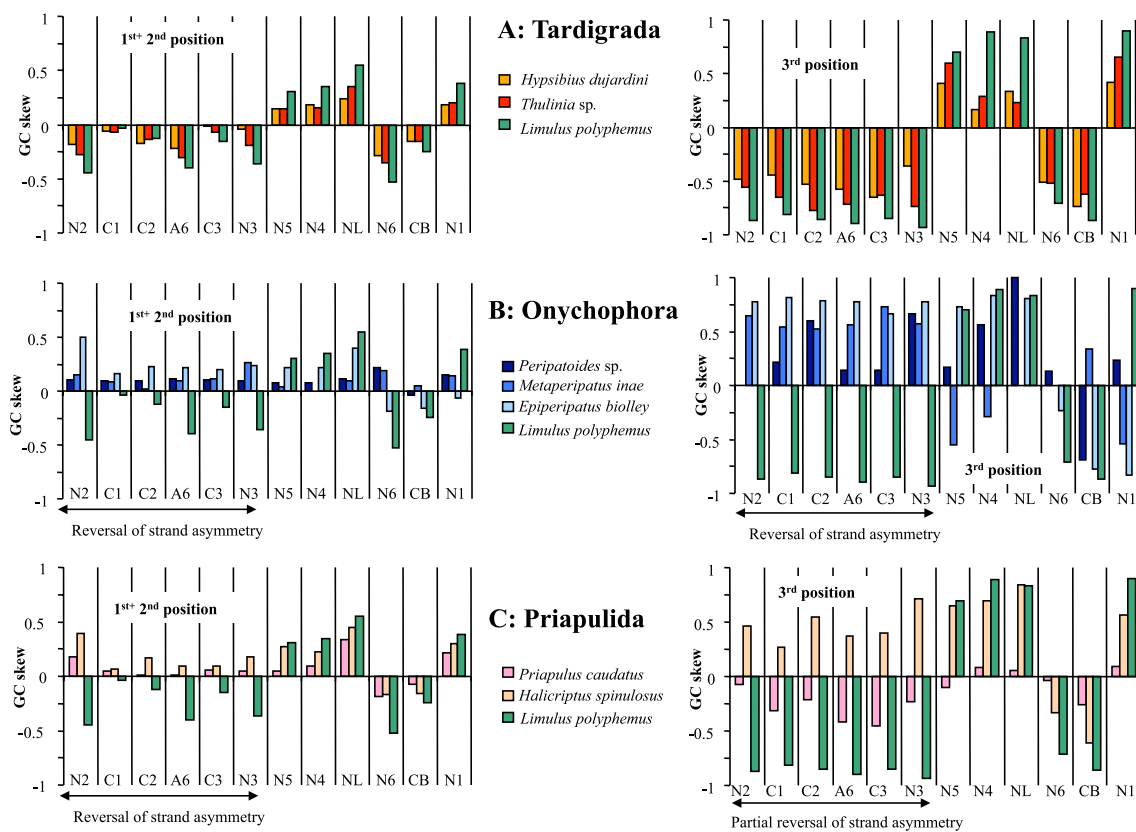 A: Tardigrada
1st+ 2nd position
GC skew
1
0.5
0
-0.5
-1
N2 C1 C2 A6 C3 N3 N5 N4 NL N6 CB N1
Hypsibius dujardini
Thulinia sp.
Limulus polyphemus
3rd position
GC skew
1
0.5
0
-0.5
-1
N2 C1 C2 A6 C3 N3 N5 N4 NL N6 CB N1
B: Onychophora
1st+ 2nd position
GC skew
1
0.5
0
-0.5
-1
N2 C1 C2 A6 C3 N3 N5 N4 NL N6 CB N1
Reversal of strand asymmetry
Peripatoides sp.
Metaperipatus inae
Epiperipatus biolley
Limulus polyphemus
3rd position
GC skew
1
0.5
0
-0.5
-1
N2 C1 C2 A6 C3 N3 N5 N4 NL N6 CB N1
Reversal of strand asymmetry
C: Priapulida
1st+ 2nd position
GC skew
1
0.5
0
-0.5
-1
N2 C1 C2 A6 C3 N3 N5 N4 NL N6 CB N1
Reversal of strand asymmetry
Priapulus caudatus
Halicriptus spinulosus
Limulus polyphemus
3rd position
GC skew
1
0.5
0
-0.5
-1
N2 C1 C2 A6 C3 N3 N5 N4 NL N6 CB N1
Partial reversal of strand asymmetry